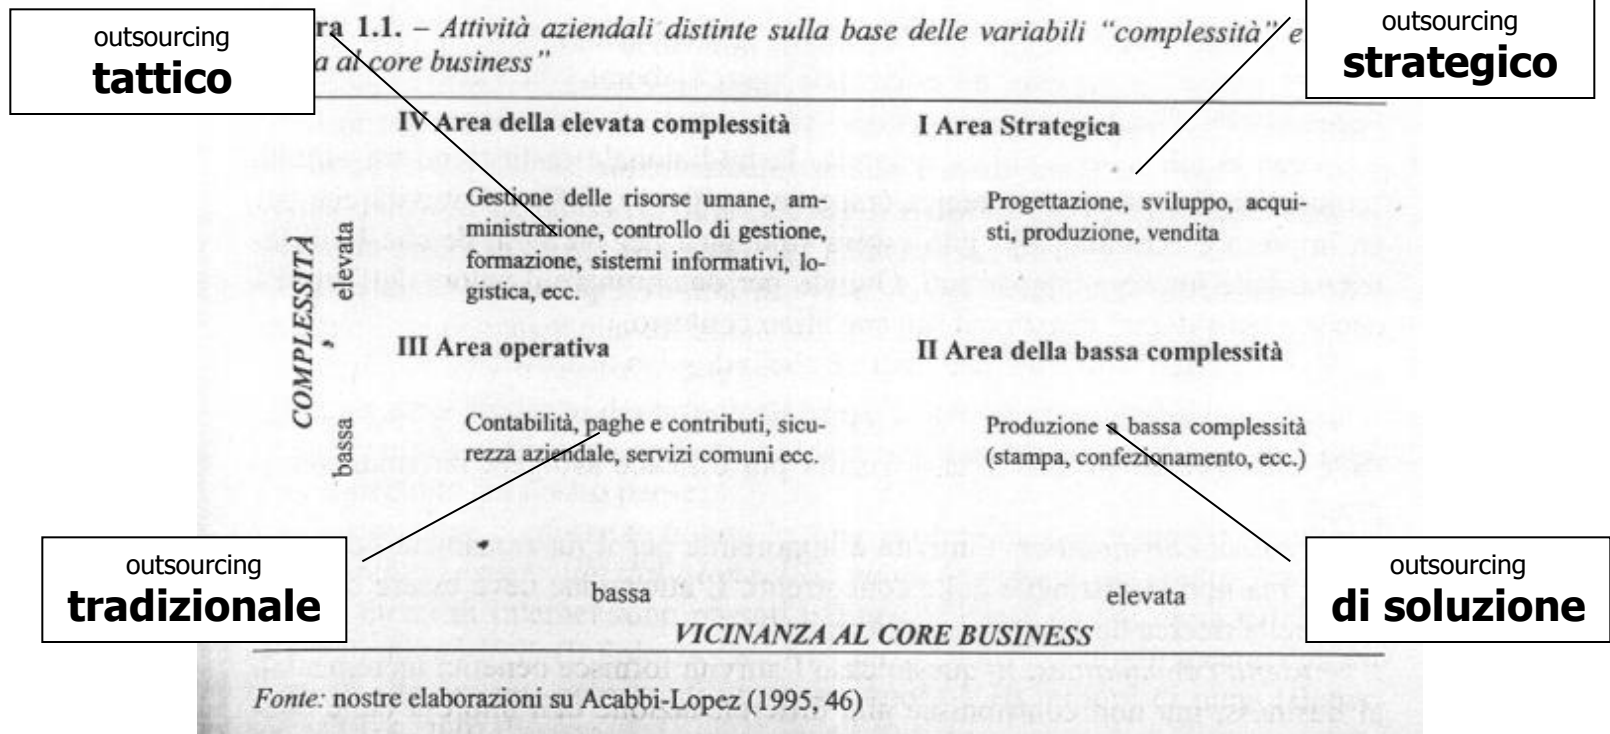 outsourcing
tattico
outsourcing
strategico
ra 1.1. – Attività aziendali distinte sulla base delle variabili “complessità” e
a al core business”
IV Area della elevata complessità
I Area Strategica
Gestione delle risorse umane, am-
ministrazione, controllo di gestione,
formazione, sistemi informativi, lo-
gistica, ecc.
Progettazione, sviluppo, acqui-
sti, produzione, vendita
COMPLESSITÀ
elevata
bassa
III Area operativa
II Area della bassa complessità
Contabilità, paghe e contributi, sicu-
rezza aziendale, servizi comuni ecc.
Produzione a bassa complessità
(stampa, confezionamento, ecc.)
outsourcing
tradizionale
outsourcing
di soluzione
bassa
elevata
VICINANZA AL CORE BUSINESS
Fonte: nostre elaborazioni su Acabbi-Lopez (1995, 46)